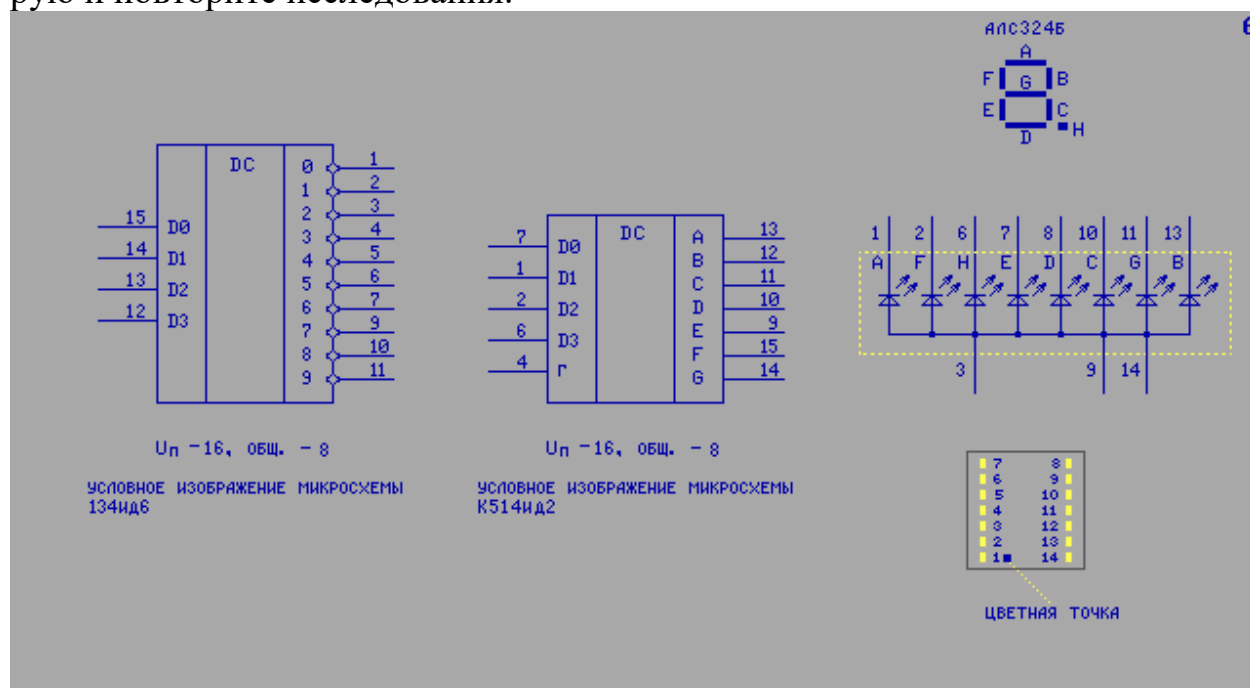 рую и повторите исследования.
АЛС324Б
6
A
F G B
E C
D H
DC
0 1
1 2
2 3
3 4
4 5
5 6
6 7
7 9
8 10
9 11
15 D0
14 D1
13 D2
12 D3
Uп -16, ОБЩ. - 8
УСЛОВНОЕ ИЗОБРАЖЕНИЕ МИКРОСХЕМЫ
134ИД6
DC
7 D0
1 D1
2 D2
6 D3
4 Г
A 13
B 12
C 11
D 10
E 9
F 15
G 14
Uп -16, ОБЩ. - 8
УСЛОВНОЕ ИЗОБРАЖЕНИЕ МИКРОСХЕМЫ
К514ИД2
1 2 6 7 8 10 11 13
A F H E D C G B
3 9 14
7 8
6 9
5 10
4 11
3 12
2 13
1 14
ЦВЕТНАЯ ТОЧКА